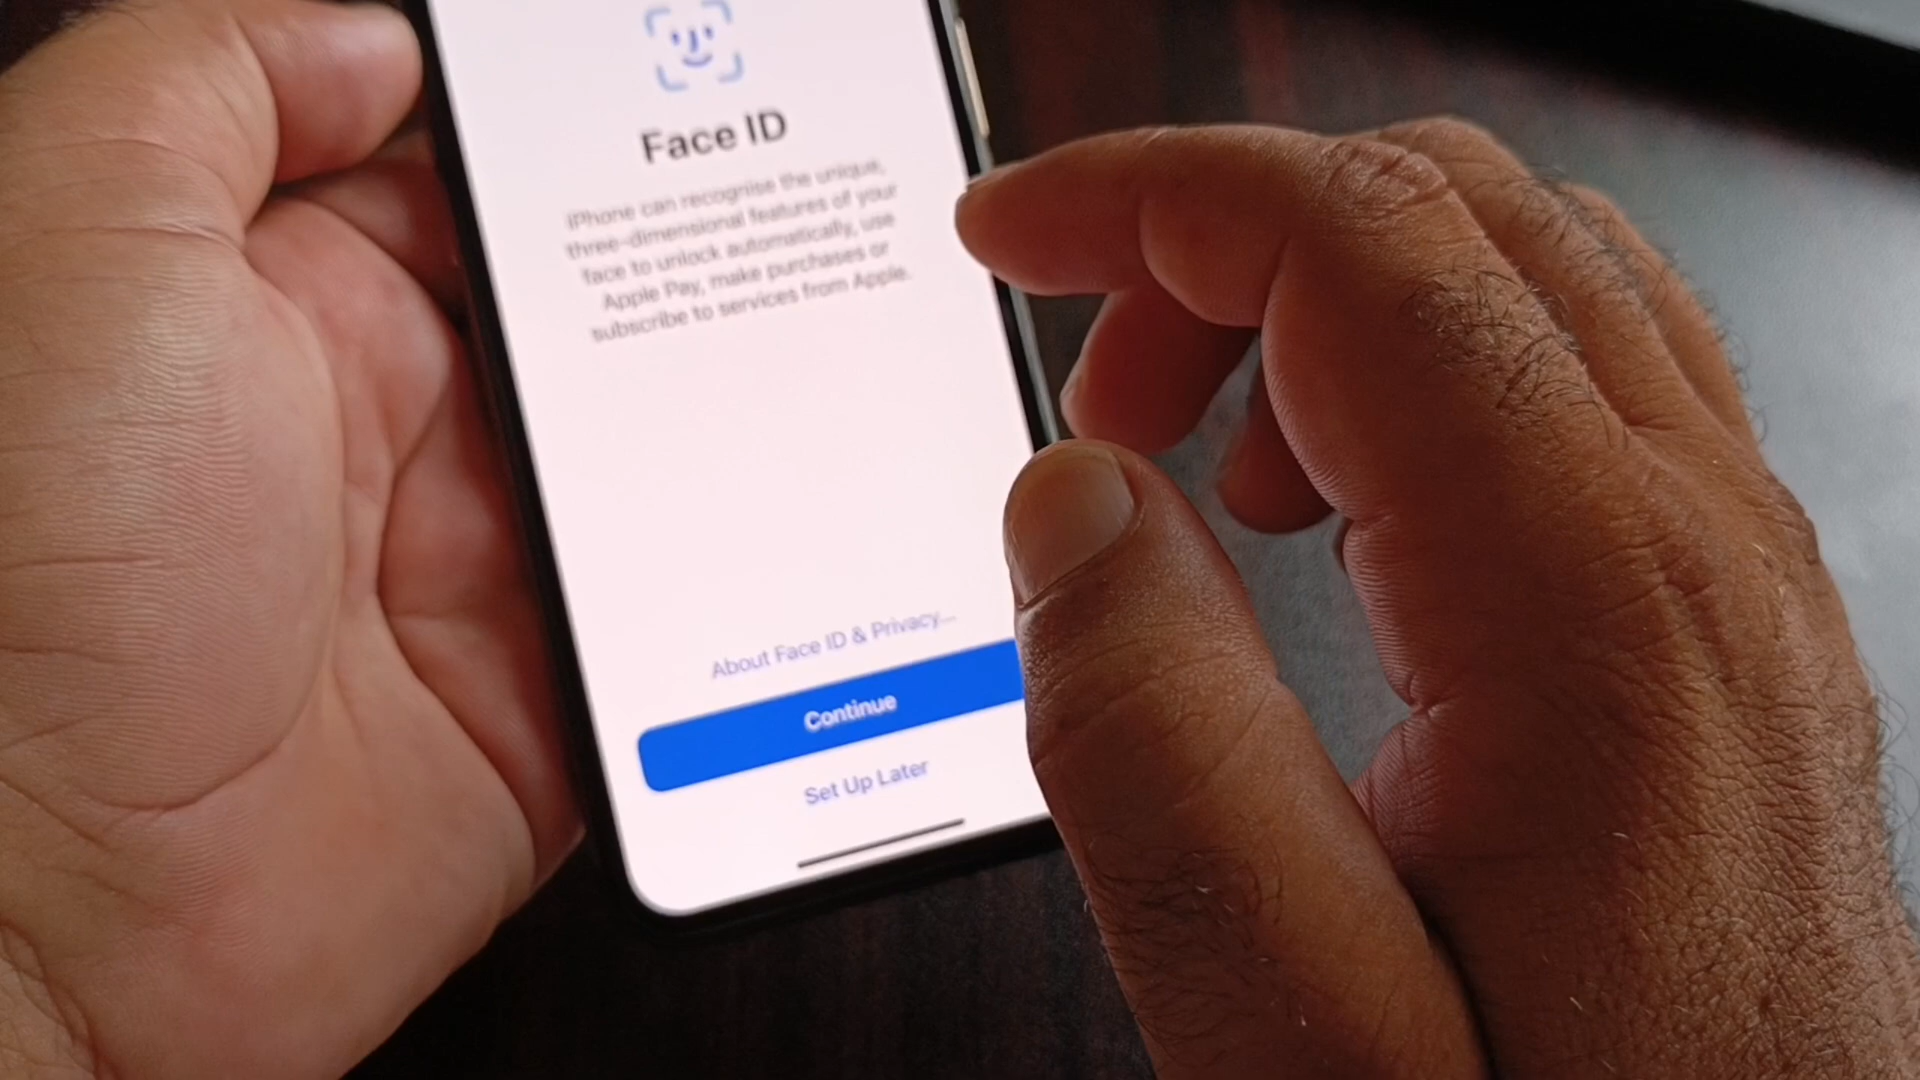 Face ID
iPhone can recognise the unique,
three-dimensional features of your
face to unlock automatically, use
Apple Pay, make purchases or
subscribe to services from Apple.
About Face ID & Privacy...
Continue
Set Up Later